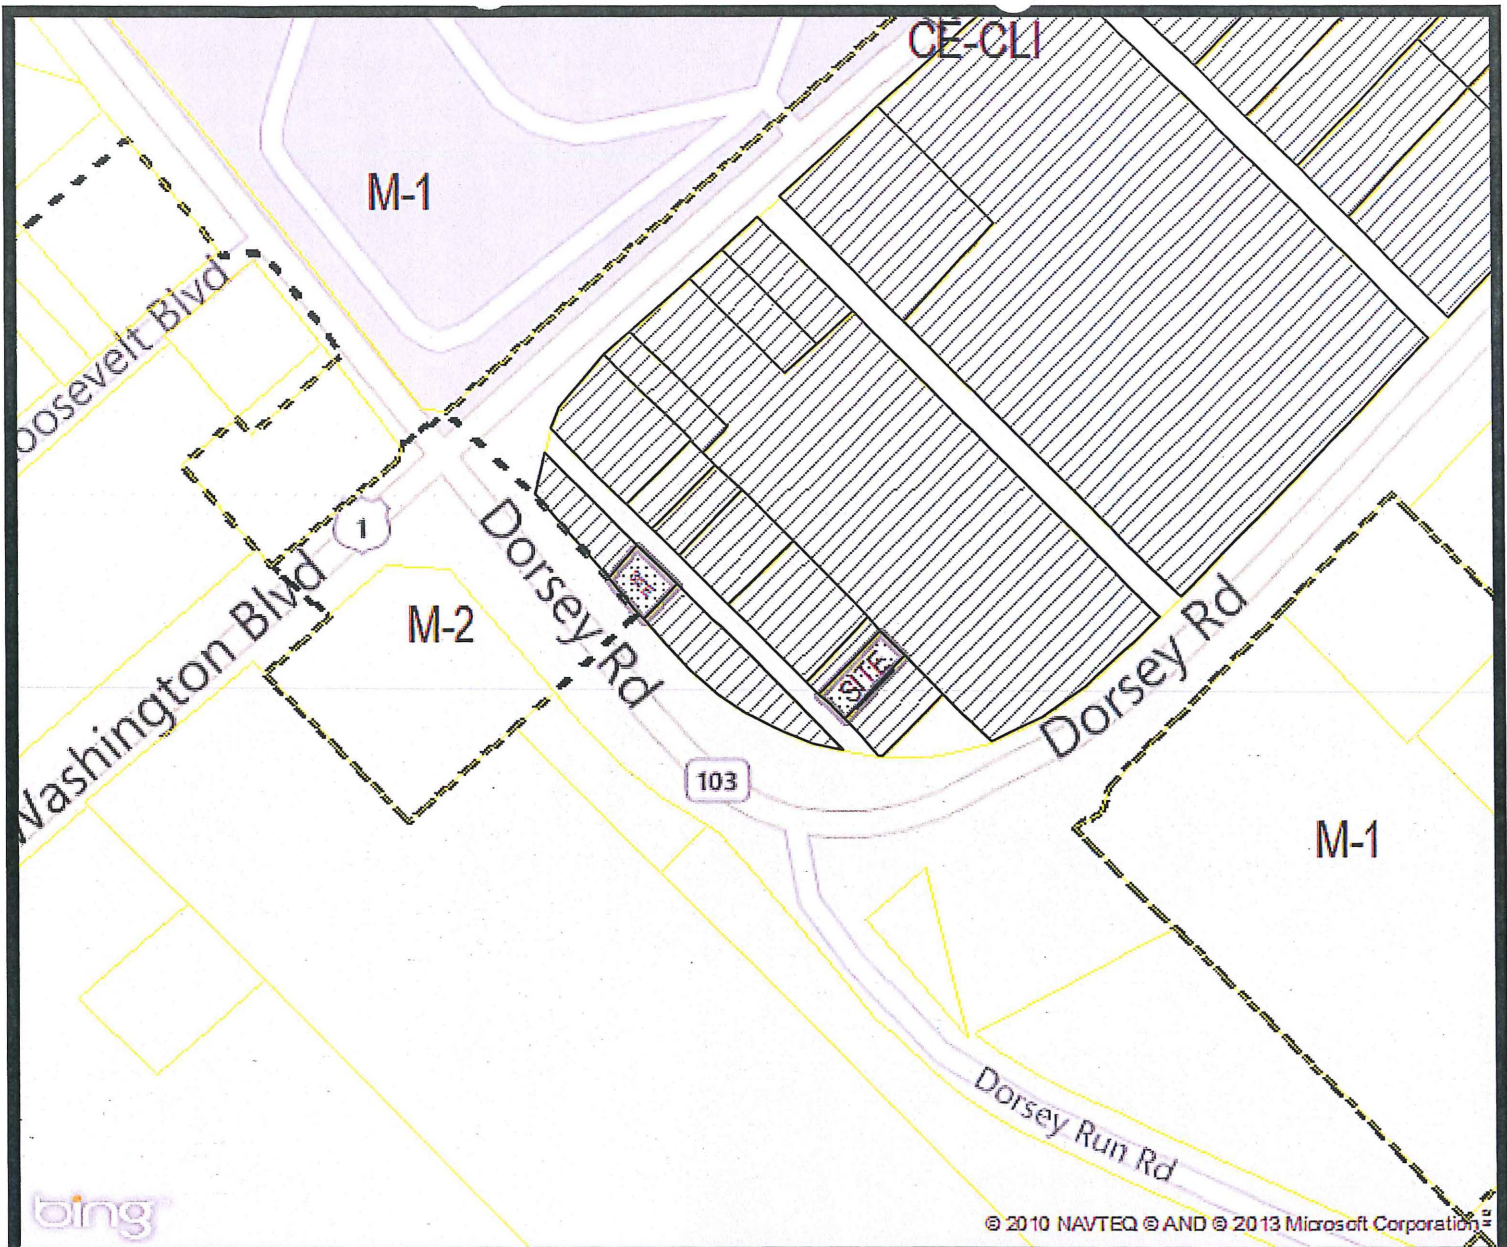 CE-CLI
M-1
oosevelt Blvd
1
Dorsey Rd
Washington Blvd
M-2
SITE
Dorsey Rd
103
M-1
Dorsey Run Rd
bing
© 2010 NAVTEQ © AND © 2013 Microsoft Corporation